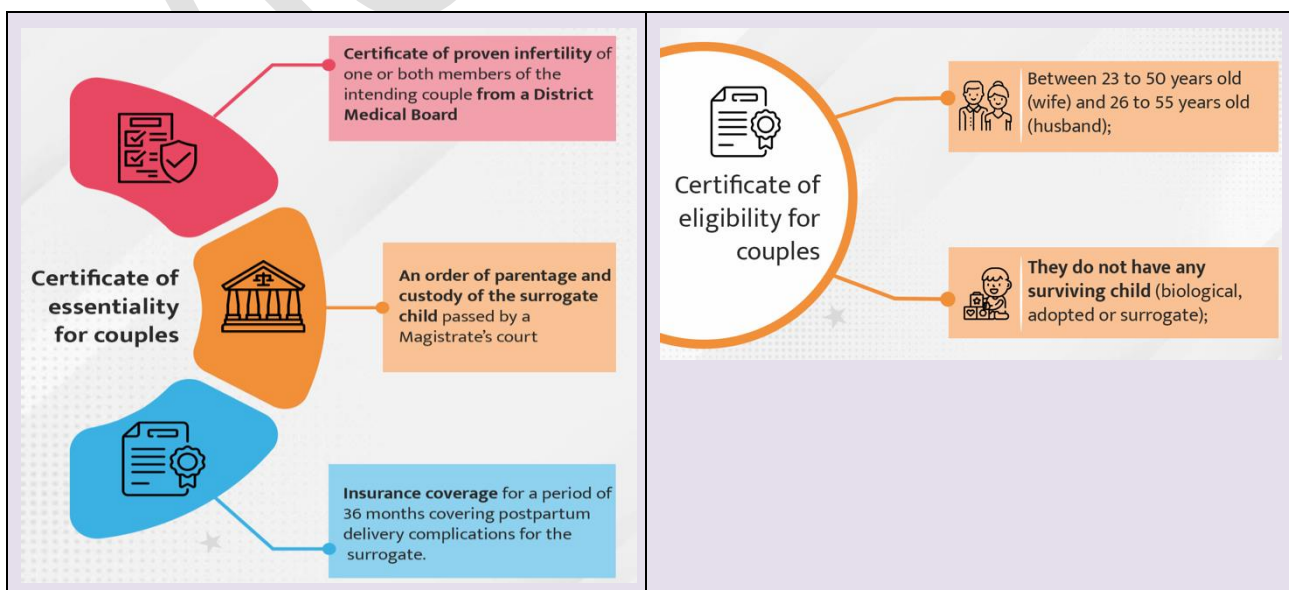 Certificate of proven infertility of
one or both members of the
intending couple from a District
Medical Board
Certificate of
essentiality
for couples
An order of parentage and
custody of the surrogate
child passed by a
Magistrate's court
Insurance coverage for a period of
36 months covering postpartum
delivery complications for the
surrogate.
Certificate of
eligibility for
couples
Between 23 to 50 years old
(wife) and 26 to 55 years old
(husband);
They do not have any
surviving child (biological,
adopted or surrogate);